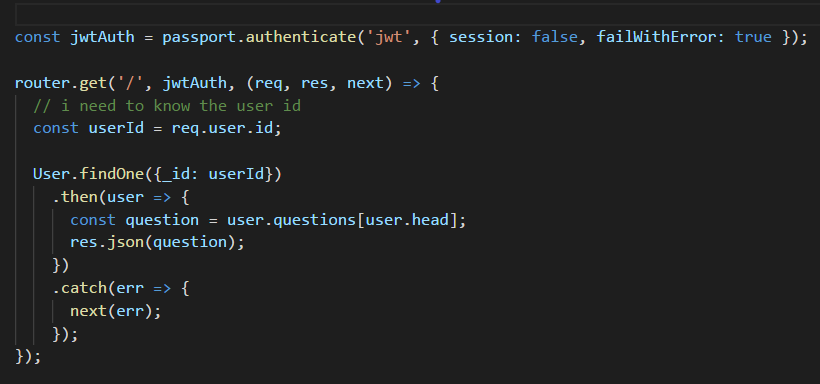 const jwtAuth = passport.authenticate('jwt', { session: false, failWithError: true });
router.get('/', jwtAuth, (req, res, next) => {
// i need to know the user id
const userId = req.user.id;
User.findOne({_id: userId})
.then(user => {
const question = user.questions[user.head];
res.json(question);
})
.catch(err => {
next(err);
});
});